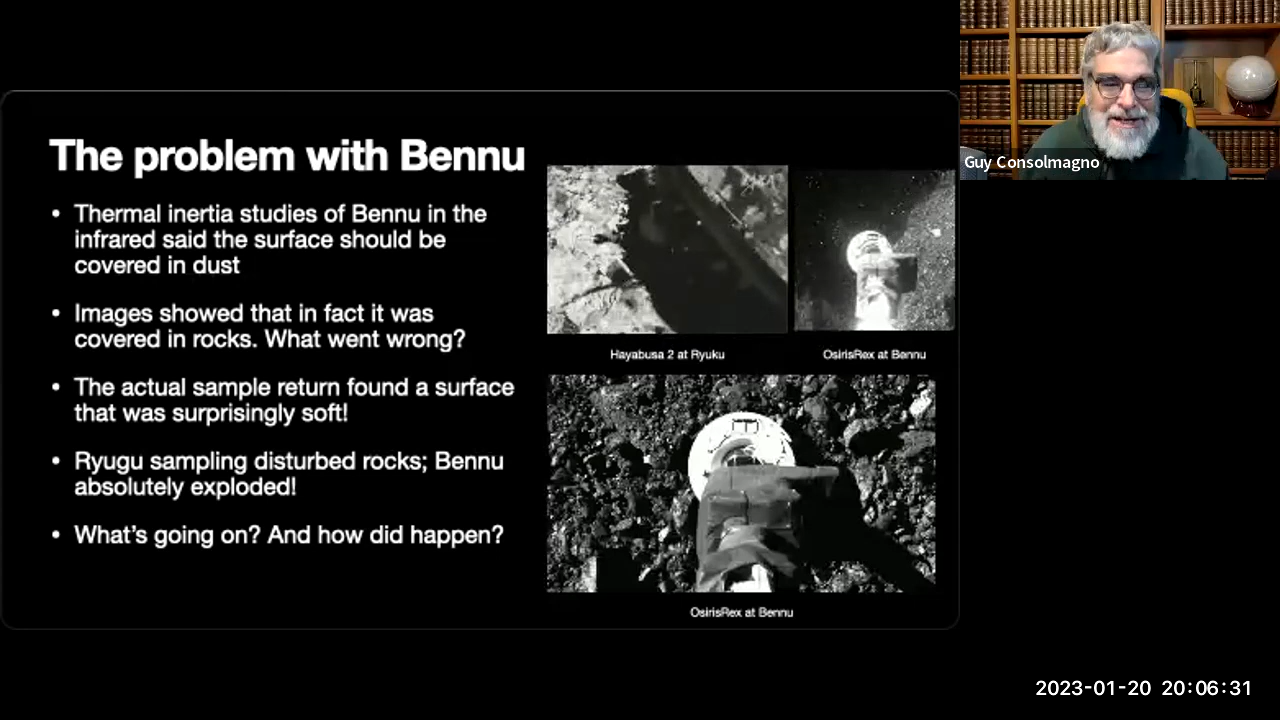 The problem with Bennu
• Thermal inertia studies of Bennu in the
infrared said the surface should be
covered in dust
• Images showed that in fact it was
covered in rocks. What went wrong?
• The actual sample return found a surface
that was surprisingly soft!
• Ryugu sampling disturbed rocks; Bennu
absolutely exploded!
• What's going on? And how did happen?
Hayabusa 2 at Ryuku
OsirisRex at Bennu
OsirisRex at Bennu
Guy Consolmagno
2023-01-20 20:06:31